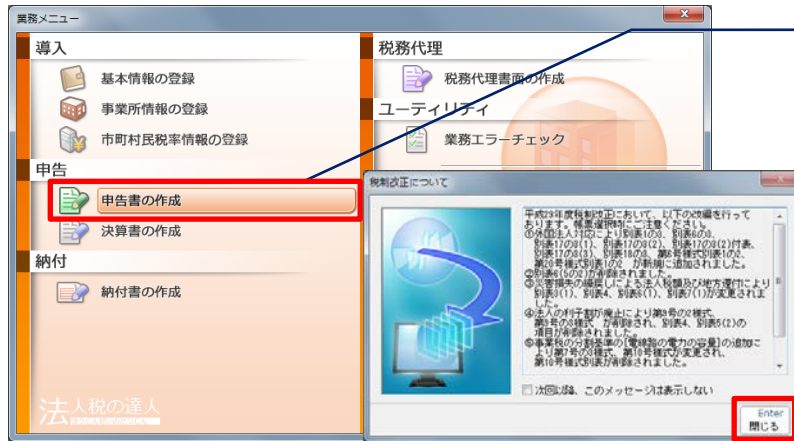 業務メニュー
導入
基本情報の登録
事業所情報の登録
市町村民税率情報の登録
申告
申告書の作成
決算書の作成
納付
納付書の作成
法人税の達人
税務代理
税務代理書面の作成
ユーティリティ
業務エラーチェック
税制改正について
平成29年度税制改正において、以下の改編を行って
おります。帳票選択時にご注意ください。
①外国法人対応により別表1の3、別表6の3、
別表17の3(1)、別表17の3(2)、別表17の3(2)付表、
別表17の3(3)、別表18の3、第6号様式別表1の2、
第20号様式別表1の2　が新規に追加されました。
②別表6(5の2)が削除されました。
③災害損失の繰戻しによる法人税額及び地方還付により
別表3(1)、別表4、別表6(1)、別表7(1)が変更されま
した。
④法人の利子割が廃止により第9号の2様式、
第9号の3様式　が削除され、別表4、別表5(2)の
項目が削除されました。
⑤事業税の分割基準の[電線路の電力の容量]の追加に
より第7号の3様式、第10号様式が変更され、
第10号様式別表が削除されました。
次回以降、このメッセージは表示しない
Enter
閉じる